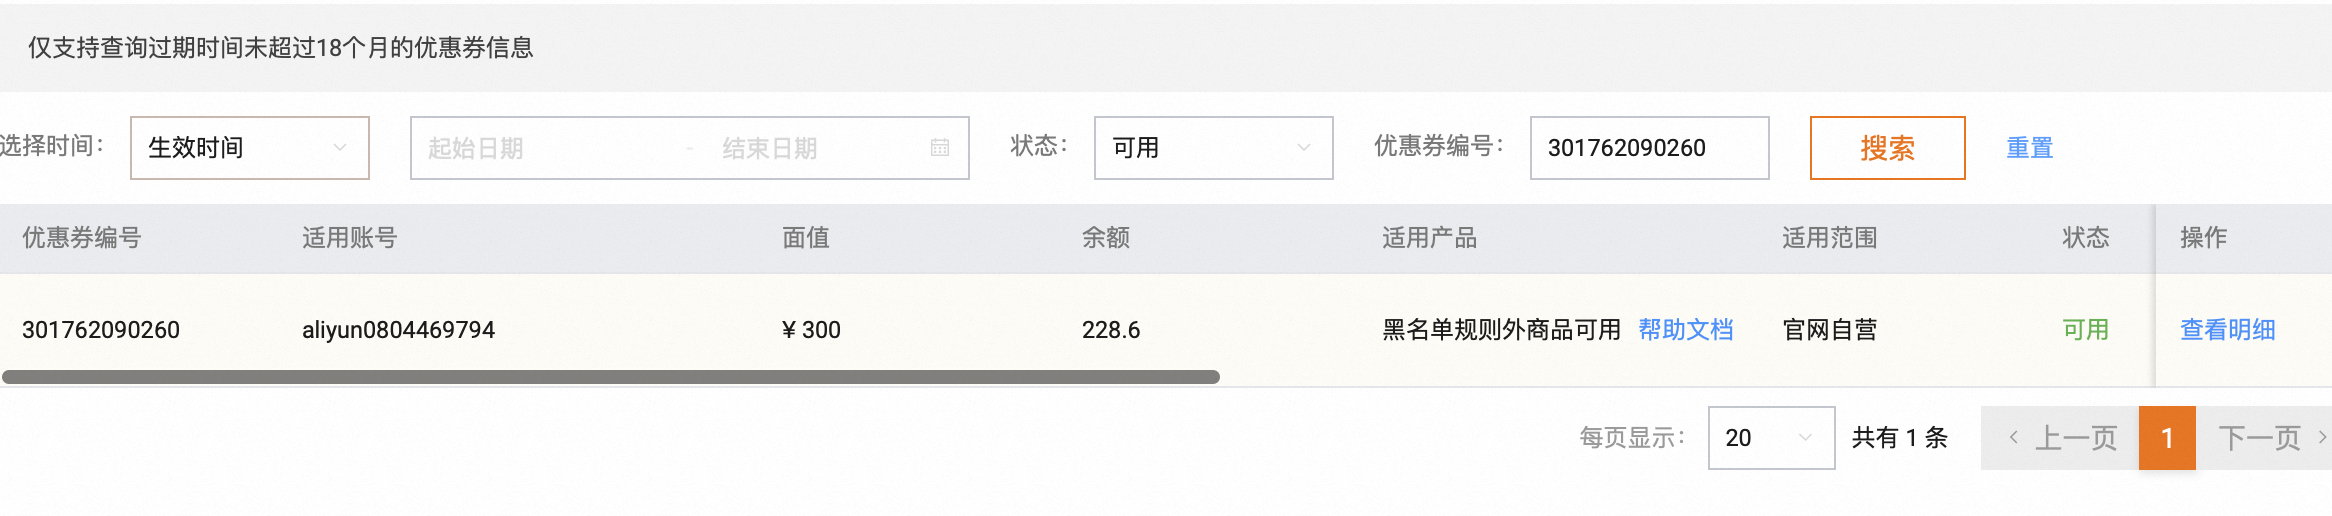 仅支持查询过期时间未超过18个月的优惠券信息
选择时间： 生效时间 起始日期 - 结束日期 状态： 可用 优惠券编号： 301762090260 搜索 重置
优惠券编号 适用账号 面值 余额 适用产品 适用范围 状态 操作
301762090260 aliyun0804469794 ¥ 300 228.6 黑名单规则外商品可用 帮助文档 官网自营 可用 查看明细
每页显示： 20 共有 1 条 上一页 1 下一页